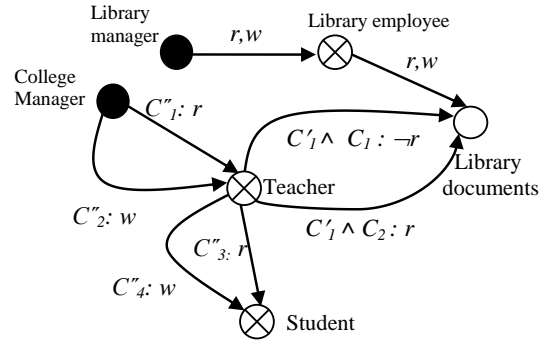 Library
manager
r,w
Library employee
r,w
College
Manager
C″₁: r
C′₁ ∧ C₁ : ¬r
Library
documents
Teacher
C″₂: w
C′₁ ∧ C₂ : r
C″₃: r
C″₄: w
Student